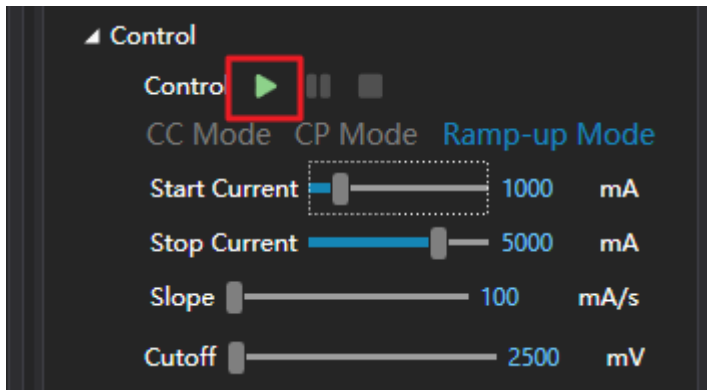 Control
Control
CC Mode CP Mode Ramp-up Mode
Start Current 1000 mA
Stop Current 5000 mA
Slope 100 mA/s
Cutoff 2500 mV